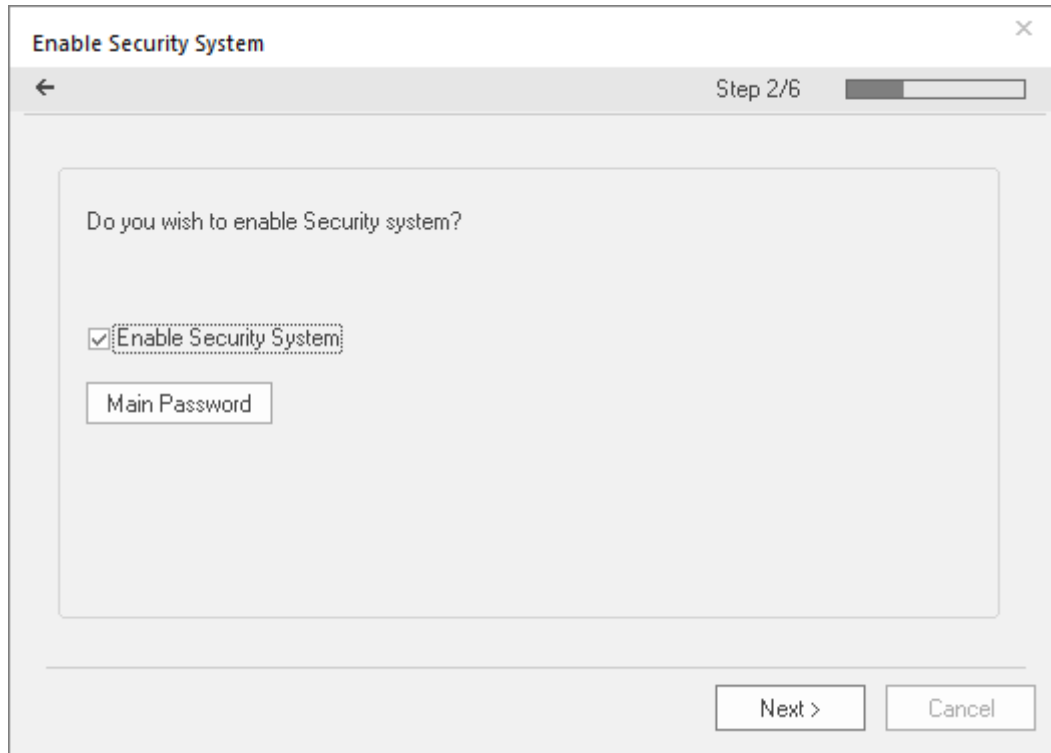 Enable Security System
Step 2/6
Do you wish to enable Security system?
Enable Security System
Main Password
Next >
Cancel